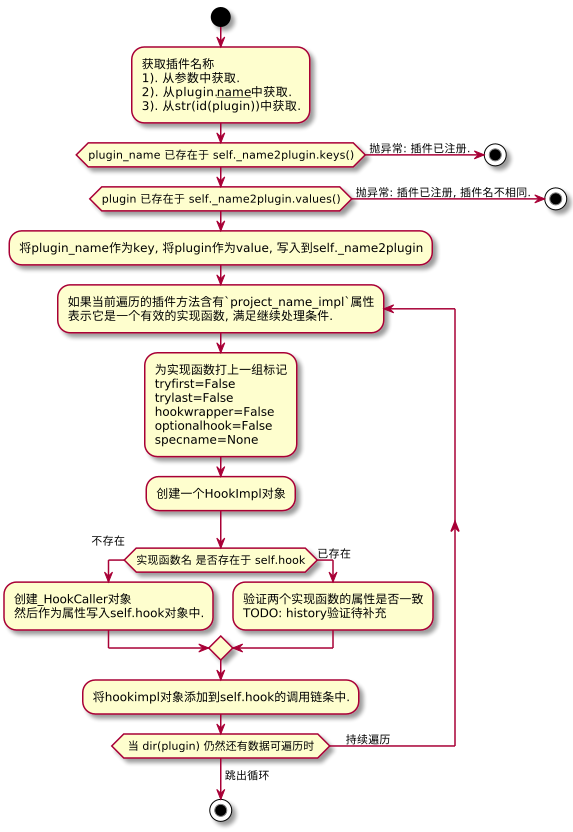 获取插件名称
1). 从参数中获取.
2). 从plugin.name中获取.
3). 从str(id(plugin))中获取.
plugin_name 已存在于 self._name2plugin.keys()
抛异常: 插件已注册.
plugin 已存在于 self._name2plugin.values()
抛异常: 插件已注册, 插件名不相同.
将plugin_name作为key, 将plugin作为value, 写入到self._name2plugin
如果当前遍历的插件方法含有`project_name_impl`属性
表示它是一个有效的实现函数, 满足继续处理条件.
为实现函数打上一组标记
tryfirst=False
trylast=False
hookwrapper=False
optionalhook=False
specname=None
创建一个HookImpl对象
不存在
实现函数名 是否存在于 self.hook
已存在
创建_HookCaller对象
然后作为属性写入self.hook对象中.
验证两个实现函数的属性是否一致
TODO: history验证待补充
将hookimpl对象添加到self.hook的调用链条中.
当 dir(plugin) 仍然还有数据可遍历时
持续遍历
跳出循环